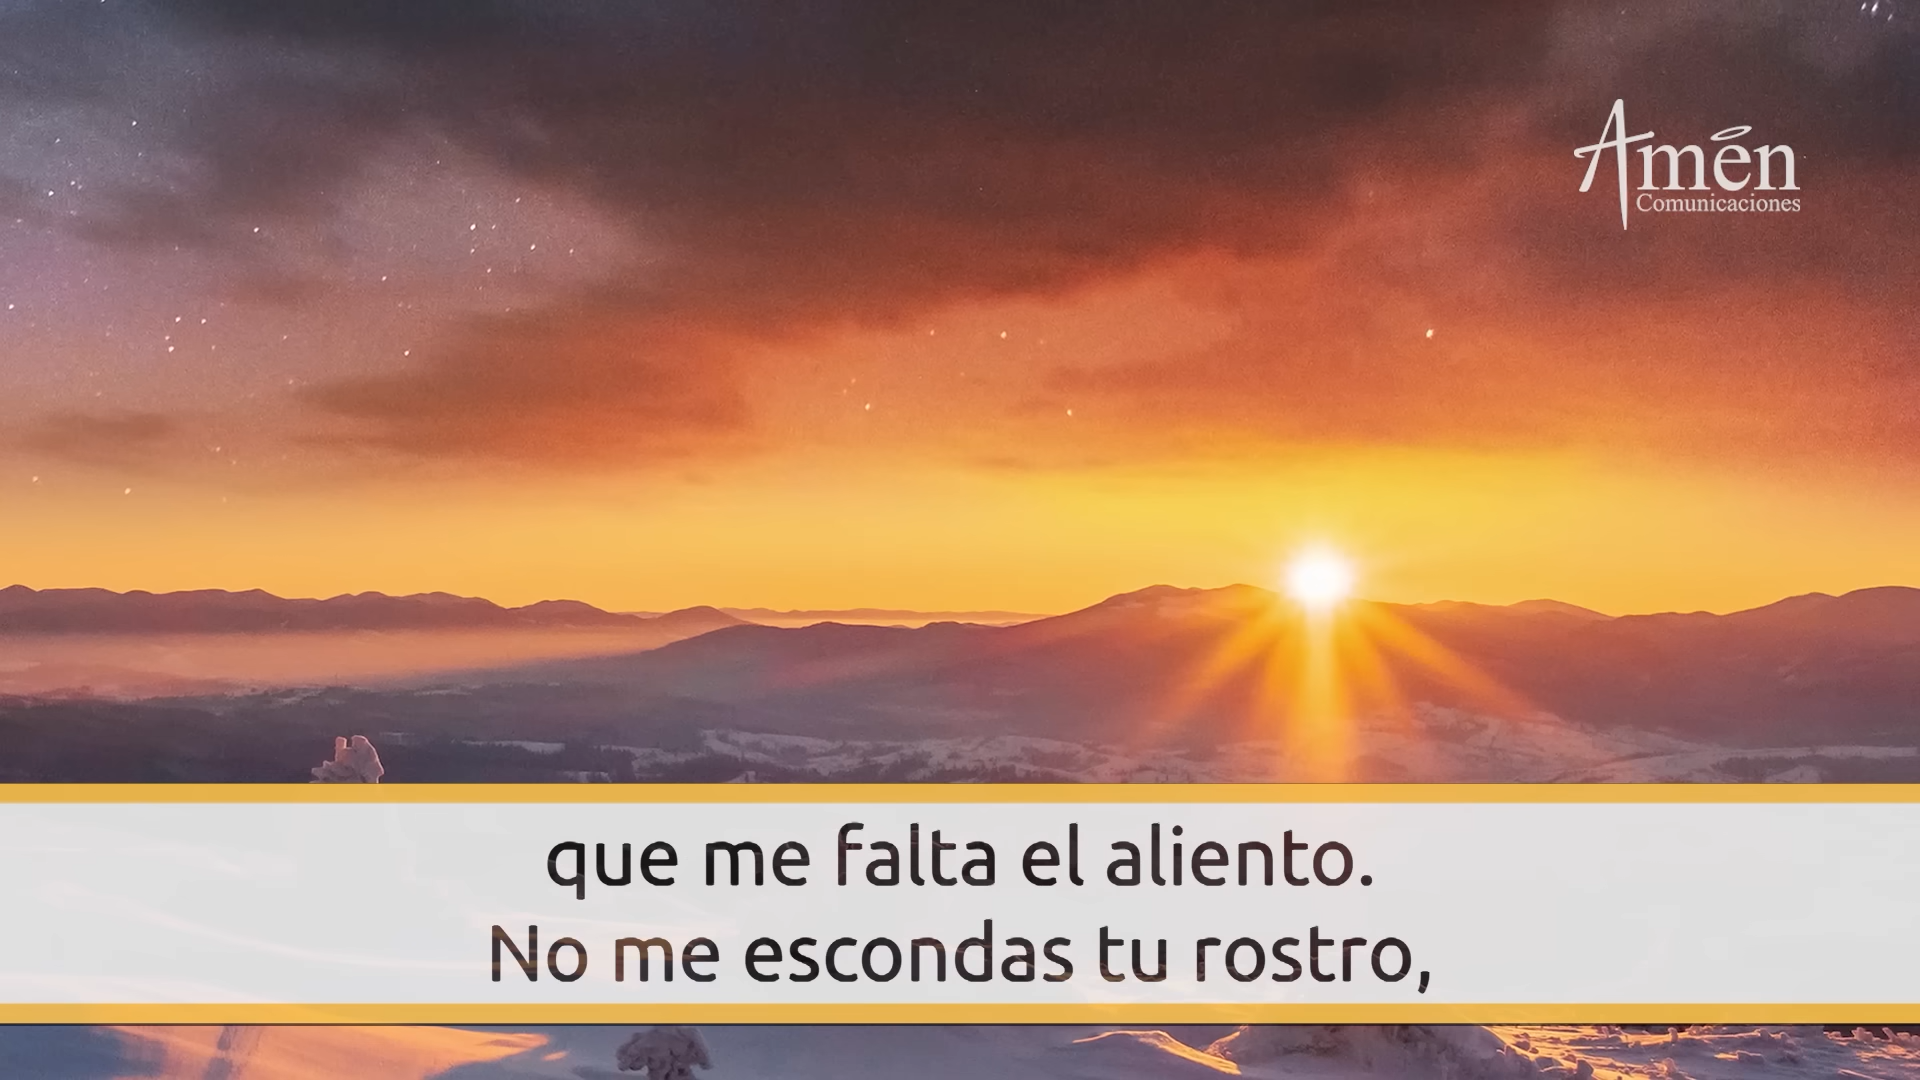 Amén
Comunicaciones
que me falta el aliento.
No me escondas tu rostro,